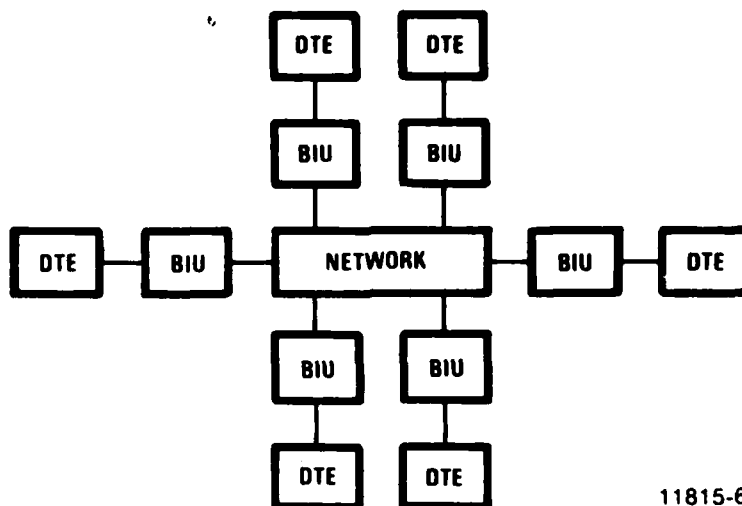 DTE DTE
BIU BIU
DTE BIU NETWORK BIU DTE
BIU BIU
DTE DTE
11815-6